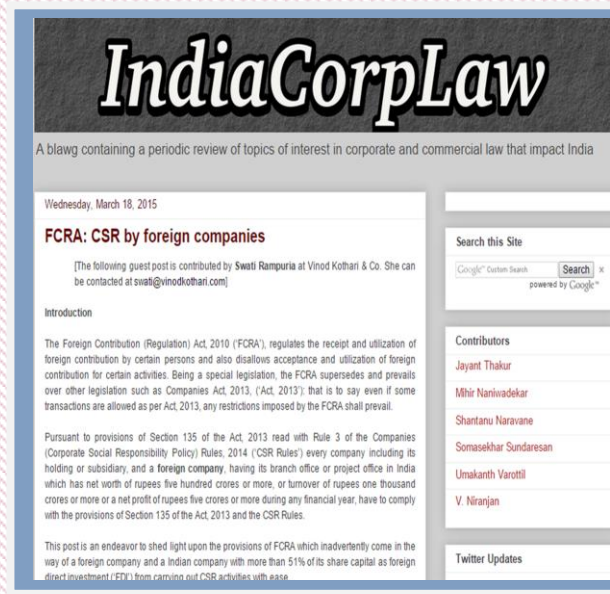 IndiaCorpLaw
A blawg containing a periodic review of topics of interest in corporate and commercial law that impact India
Wednesday, March 18, 2015
FCRA: CSR by foreign companies
[The following guest post is contributed by Swati Rampuria at Vinod Kothari & Co. She can
be contacted at swati@vinodkothari.com]
Introduction
The Foreign Contribution (Regulation) Act, 2010 ('FCRA'), regulates the receipt and utilization of
foreign contribution by certain persons and also disallows acceptance and utilization of foreign
contribution for certain activities. Being a special legislation, the FCRA supersedes and prevails
over other legislation such as Companies Act, 2013, ('Act, 2013'); that is to say even if some
transactions are allowed as per Act, 2013, any restrictions imposed by the FCRA shall prevail.
Pursuant to provisions of Section 135 of the Act, 2013 read with Rule 3 of the Companies
(Corporate Social Responsibility Policy) Rules, 2014 ('CSR Rules') every company including its
holding or subsidiary, and a foreign company, having its branch office or project office in India
which has net worth of rupees five hundred crores or more, or turnover of rupees one thousand
crores or more or a net profit of rupees five crores or more during any financial year, have to comply
with the provisions of Section 135 of the Act, 2013 and the CSR Rules.
This post is an endeavor to shed light upon the provisions of FCRA which inadvertently come in the
way of a foreign company and a Indian company with more than 51% of its share capital as foreign
direct investment ('FDI') from carrying out CSR activities with ease
Search this Site
Google™ Custom Search Search ×
powered by Google™
Contributors
Jayant Thakur
Mihir Naniwadekar
Shantanu Naravane
Somasekhar Sundaresan
Umakanth Varottil
V. Niranjan
Twitter Updates